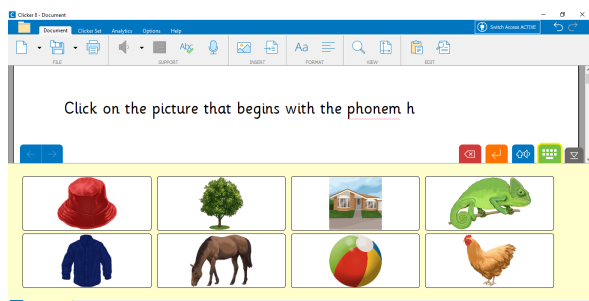 Clicker 8 - Document
Document Clicker Set Analytics Options Help
Switch Access ACTIVE
Abc
Aa
FILE SUPPORT INSERT FORMAT VIEW EDIT
Click on the picture that begins with the phonem h